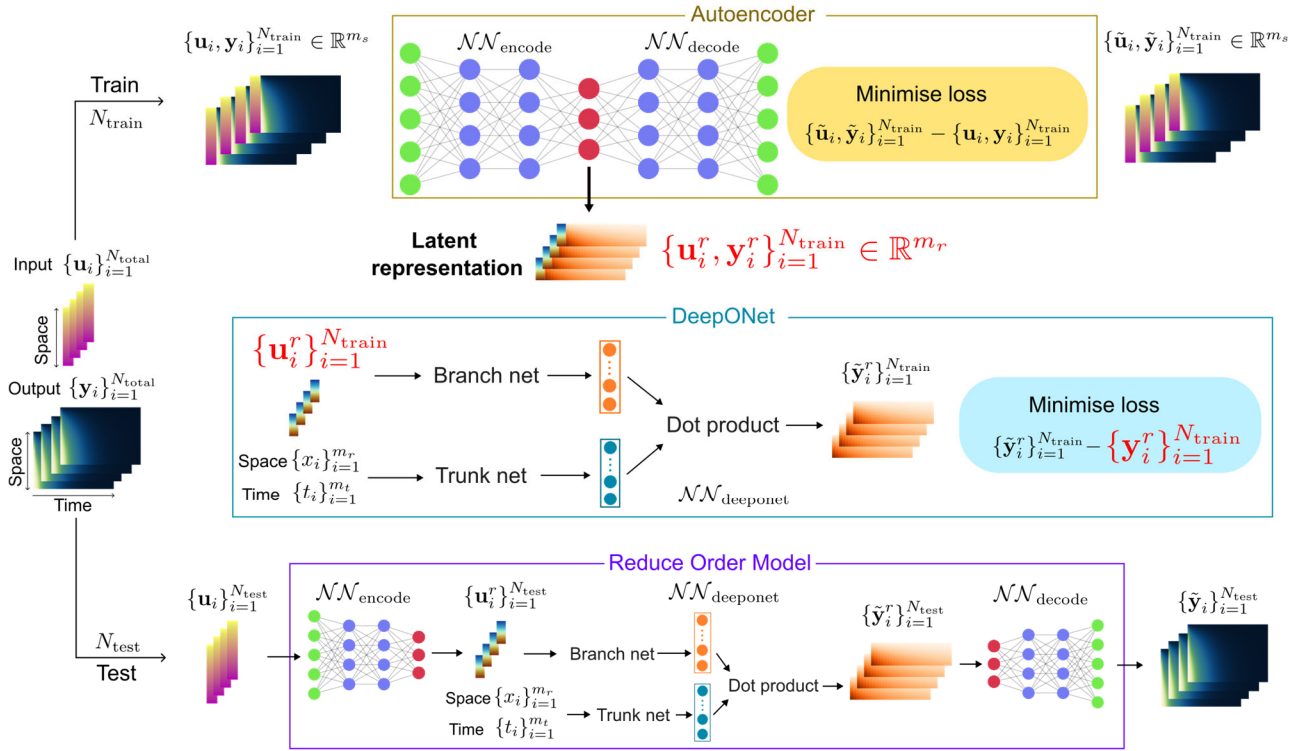 Autoencoder
{u_i, y_i}_{i=1}^{N_train} ∈ ℝ^{m_s}
𝒩𝒩_encode
𝒩𝒩_decode
{ũ_i, ỹ_i}_{i=1}^{N_train} ∈ ℝ^{m_s}
Train
N_train
Minimise loss
{ũ_i, ỹ_i}_{i=1}^{N_train} − {u_i, y_i}_{i=1}^{N_train}
Latent
representation
{u_i^r, y_i^r}_{i=1}^{N_train} ∈ ℝ^{m_r}
Input {u_i}_{i=1}^{N_total}
Space
Output {y_i}_{i=1}^{N_total}
Space
Time
DeepONet
{u_i^r}_{i=1}^{N_train}
Branch net
Space {x_i}_{i=1}^{m_r}
Time {t_i}_{i=1}^{m_t}
Trunk net
Dot product
𝒩𝒩_deeponet
{ỹ_i^r}_{i=1}^{N_train}
Minimise loss
{ỹ_i^r}_{i=1}^{N_train} − {y_i^r}_{i=1}^{N_train}
Reduce Order Model
N_test
Test
{u_i}_{i=1}^{N_test}
𝒩𝒩_encode
{u_i^r}_{i=1}^{N_test}
Branch net
Space {x_i}_{i=1}^{m_r}
Time {t_i}_{i=1}^{m_t}
Trunk net
𝒩𝒩_deeponet
Dot product
{ỹ_i^r}_{i=1}^{N_test}
𝒩𝒩_decode
{ỹ_i}_{i=1}^{N_test}